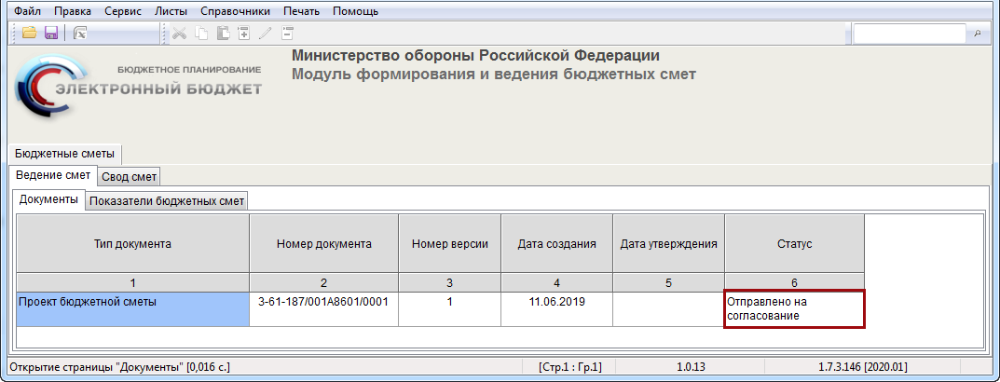 Файл Правка Сервис Листы Справочники Печать Помощь
Министерство обороны Российской Федерации
БЮДЖЕТНОЕ ПЛАНИРОВАНИЕ
Модуль формирования и ведения бюджетных смет
ЭЛЕКТРОННЫЙ БЮДЖЕТ
Бюджетные сметы
Ведение смет Свод смет
Документы Показатели бюджетных смет
Тип документа Номер документа Номер версии Дата создания Дата утверждения Статус
1 2 3 4 5 6
Проект бюджетной сметы 3-61-187/001А8601/0001 1 11.06.2019 Отправлено на
согласование
Открытие страницы "Документы" [0,016 с.] [Стр.1 : Гр.1] 1.0.13 1.7.3.146 [2020.01]